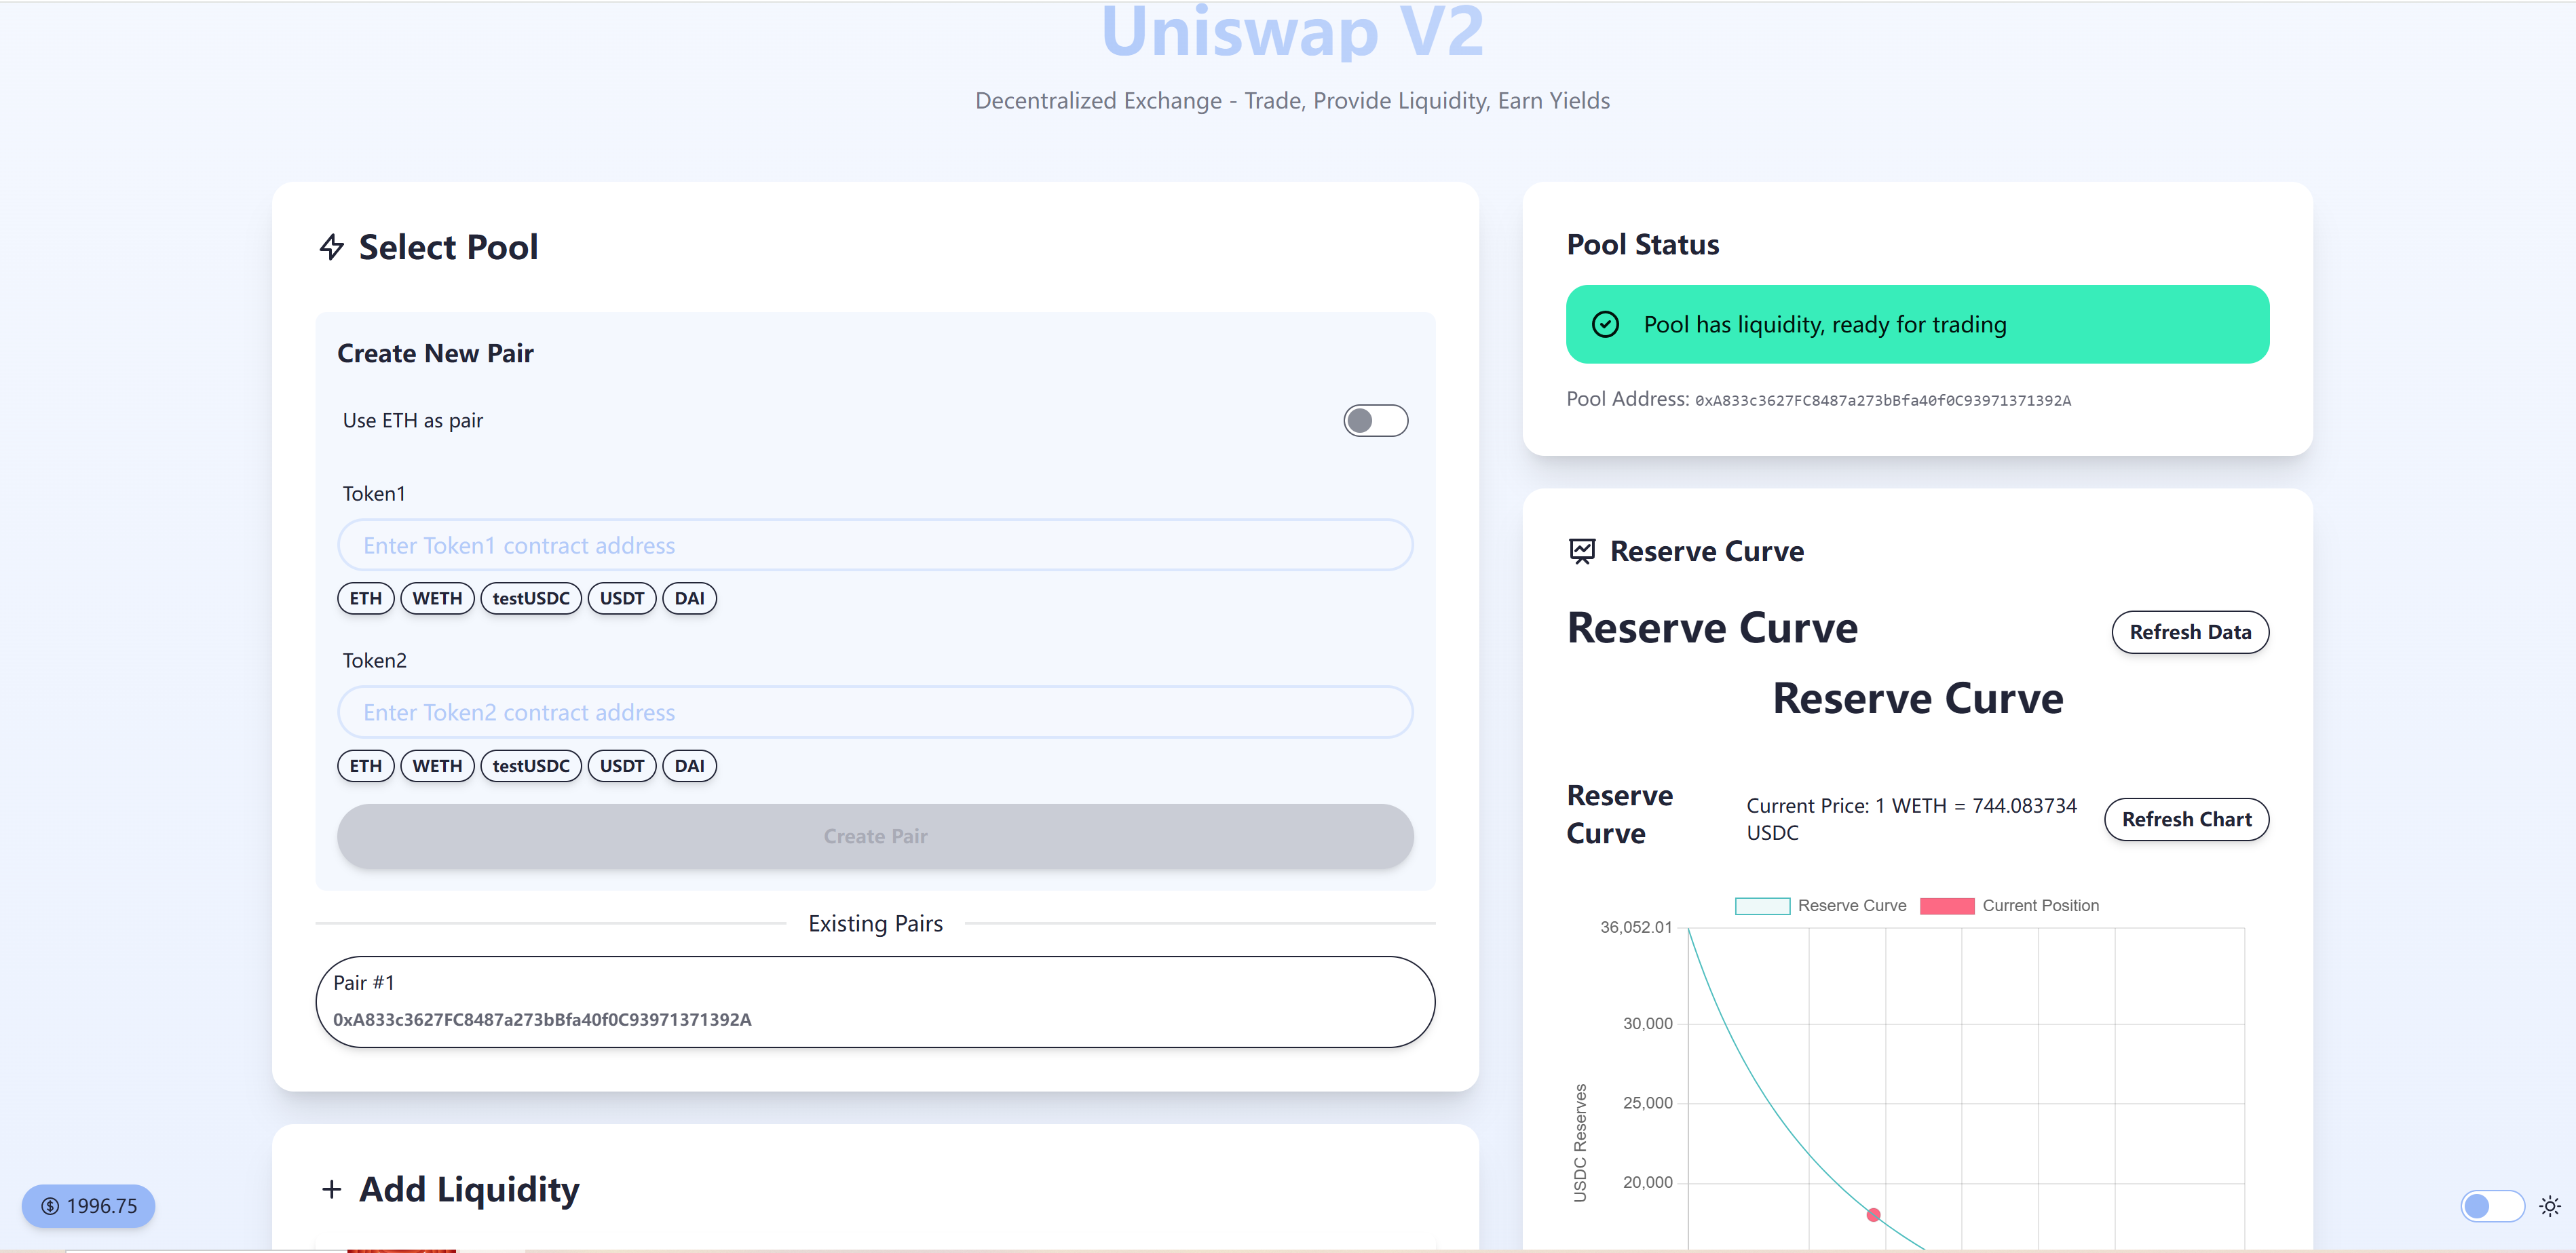 Uniswap V2
Decentralized Exchange - Trade, Provide Liquidity, Earn Yields
Select Pool
Create New Pair
Use ETH as pair
Token1
Enter Token1 contract address
ETH WETH testUSDC USDT DAI
Token2
Enter Token2 contract address
ETH WETH testUSDC USDT DAI
Create Pair
Existing Pairs
Pair #1
0xA833c3627FC8487a273bBfa40f0C93971371392A
Add Liquidity
1996.75
Pool Status
Pool has liquidity, ready for trading
Pool Address: 0xA833c3627FC8487a273bBfa40f0C93971371392A
Reserve Curve
Reserve Curve
Refresh Data
Reserve Curve
Reserve
Curve
Current Price: 1 WETH = 744.083734
USDC
Refresh Chart
Reserve Curve Current Position
36,052.01
30,000
25,000
20,000
USDC Reserves